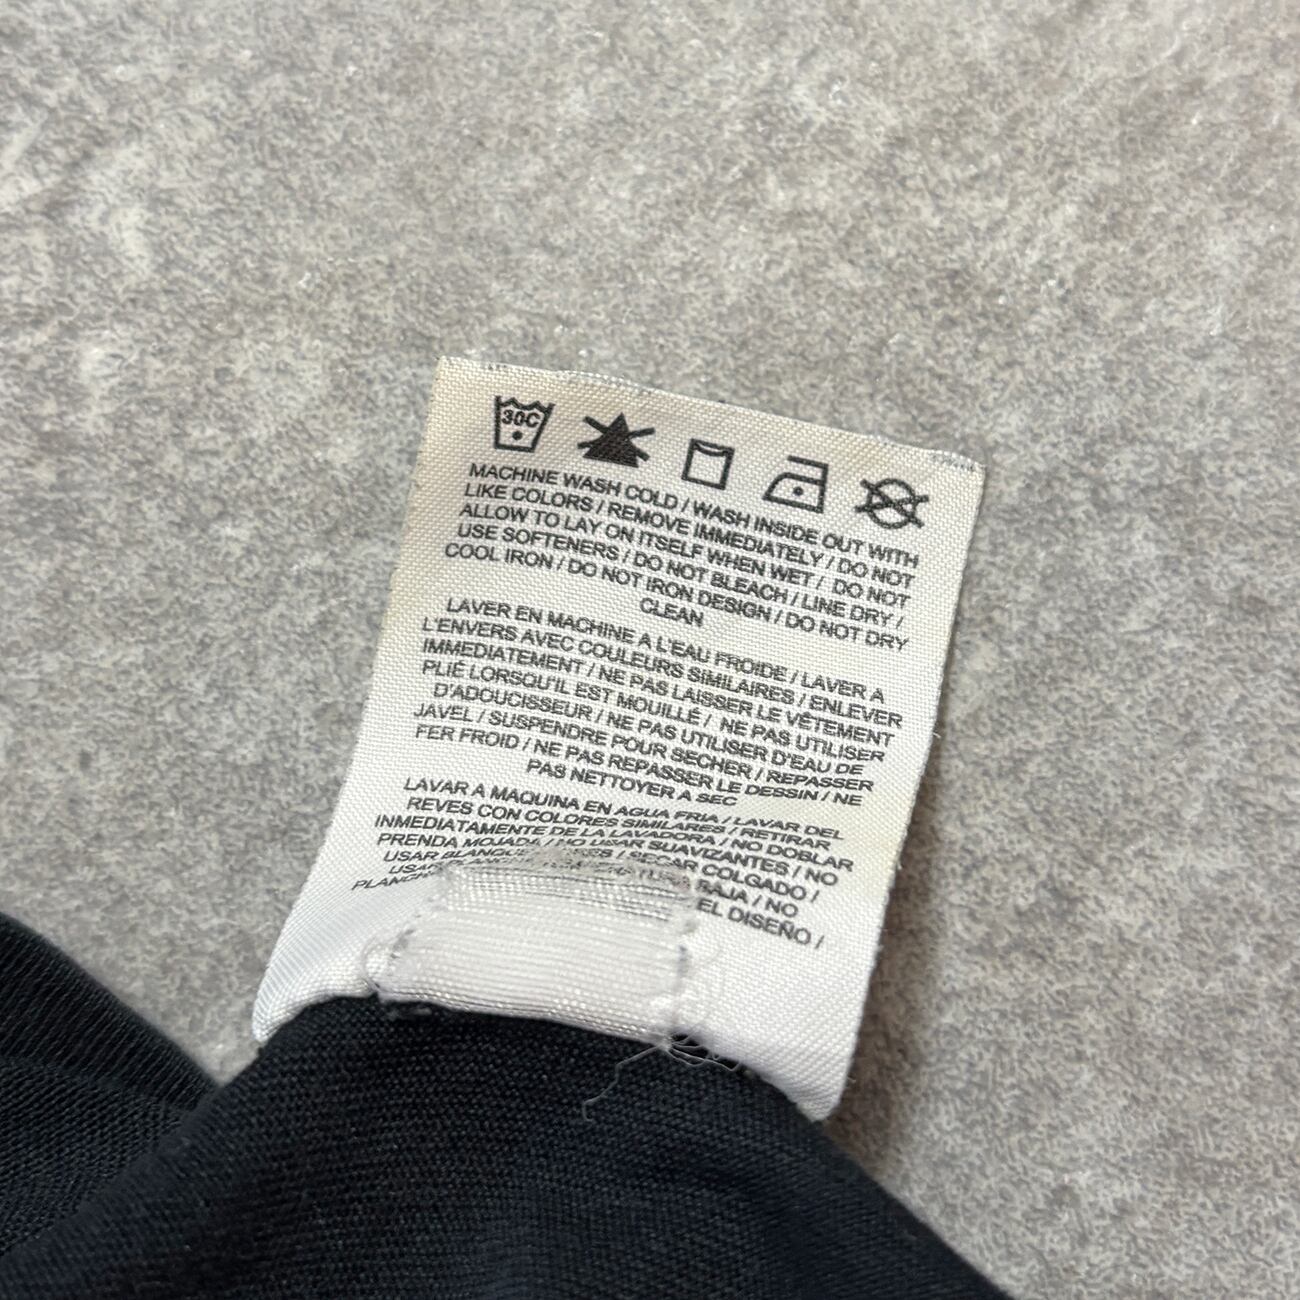 30C
MACHINE WASH COLD / WASH INSIDE OUT WITH
LIKE COLORS / REMOVE IMMEDIATELY / DO NOT
ALLOW TO LAY ON ITSELF WHEN WET / DO NOT
USE SOFTENERS / DO NOT BLEACH / LINE DRY /
COOL IRON / DO NOT IRON DESIGN / DO NOT DRY
CLEAN
LAVER EN MACHINE A L'EAU FROIDE / LAVER A
L'ENVERS AVEC COULEURS SIMILAIRES / ENLEVER
IMMEDIATEMENT / NE PAS LAISSER LE VÊTEMENT
PLIÉ LORSQU'IL EST MOUILLÉ / NE PAS UTILISER
D'ADOUCISSEUR / NE PAS UTILISER D'EAU DE
JAVEL / SUSPENDRE POUR SECHER / REPASSER
FER FROID / NE PAS REPASSER LE DESSIN / NE
PAS NETTOYER A SEC
LAVAR A MAQUINA EN AGUA FRIA / LAVAR DEL
REVES CON COLORES SIMILARES / RETIRAR
INMEDIATAMENTE DE LA LAVADORA / NO DOBLAR
PRENDA MOJADA / NO USAR SUAVIZANTES / NO
USAR / SECAR COLGADO /
BAJA / NO
EL DISEÑO /